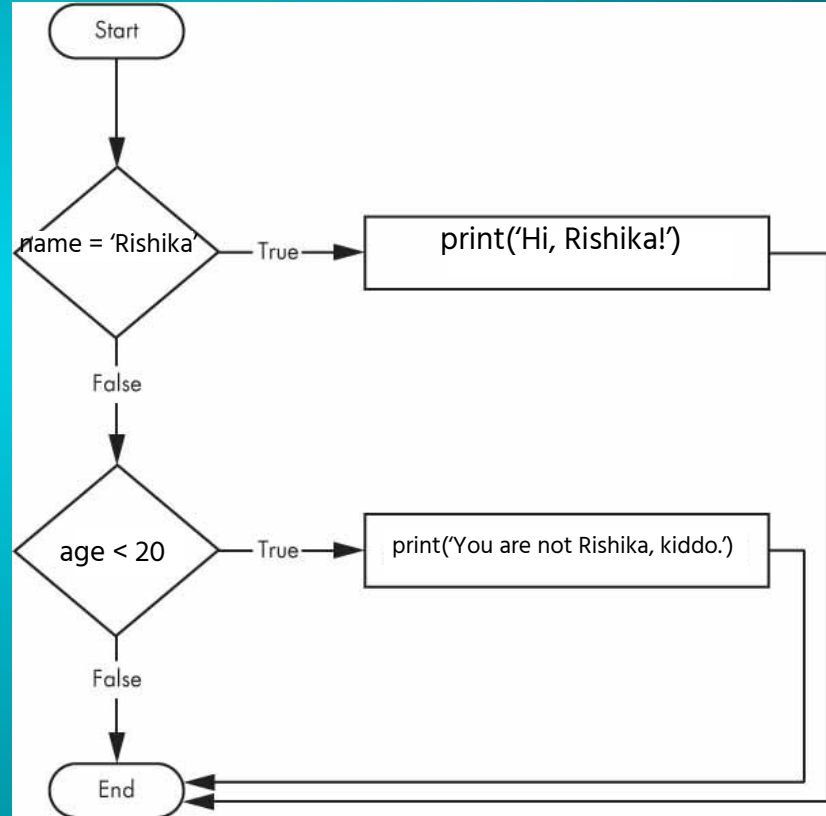 Start
name = ‘Rishika’
True
print(‘Hi, Rishika!’)
False
age < 20
True
print(‘You are not Rishika, kiddo.’)
False
End